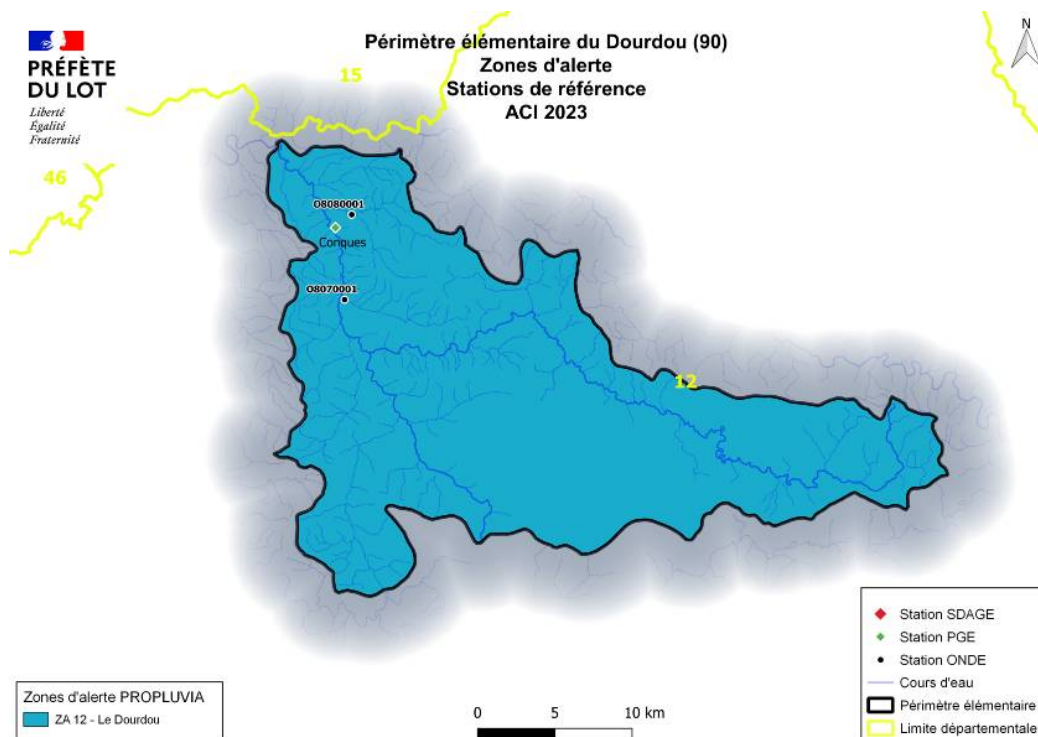 PRÉFÈTE
DU LOT
Liberté
Égalité
Fraternité
Périmètre élémentaire du Dourdou (90)
Zones d'alerte
Stations de référence
ACI 2023
N
15
46
O8080001
Conques
O8070001
12
Station SDAGE
Station PGE
Station ONDE
Cours d'eau
Périmètre élémentaire
Limite départementale
Zones d'alerte PROPLUVIA
ZA 12 - Le Dourdou
0 5 10 km